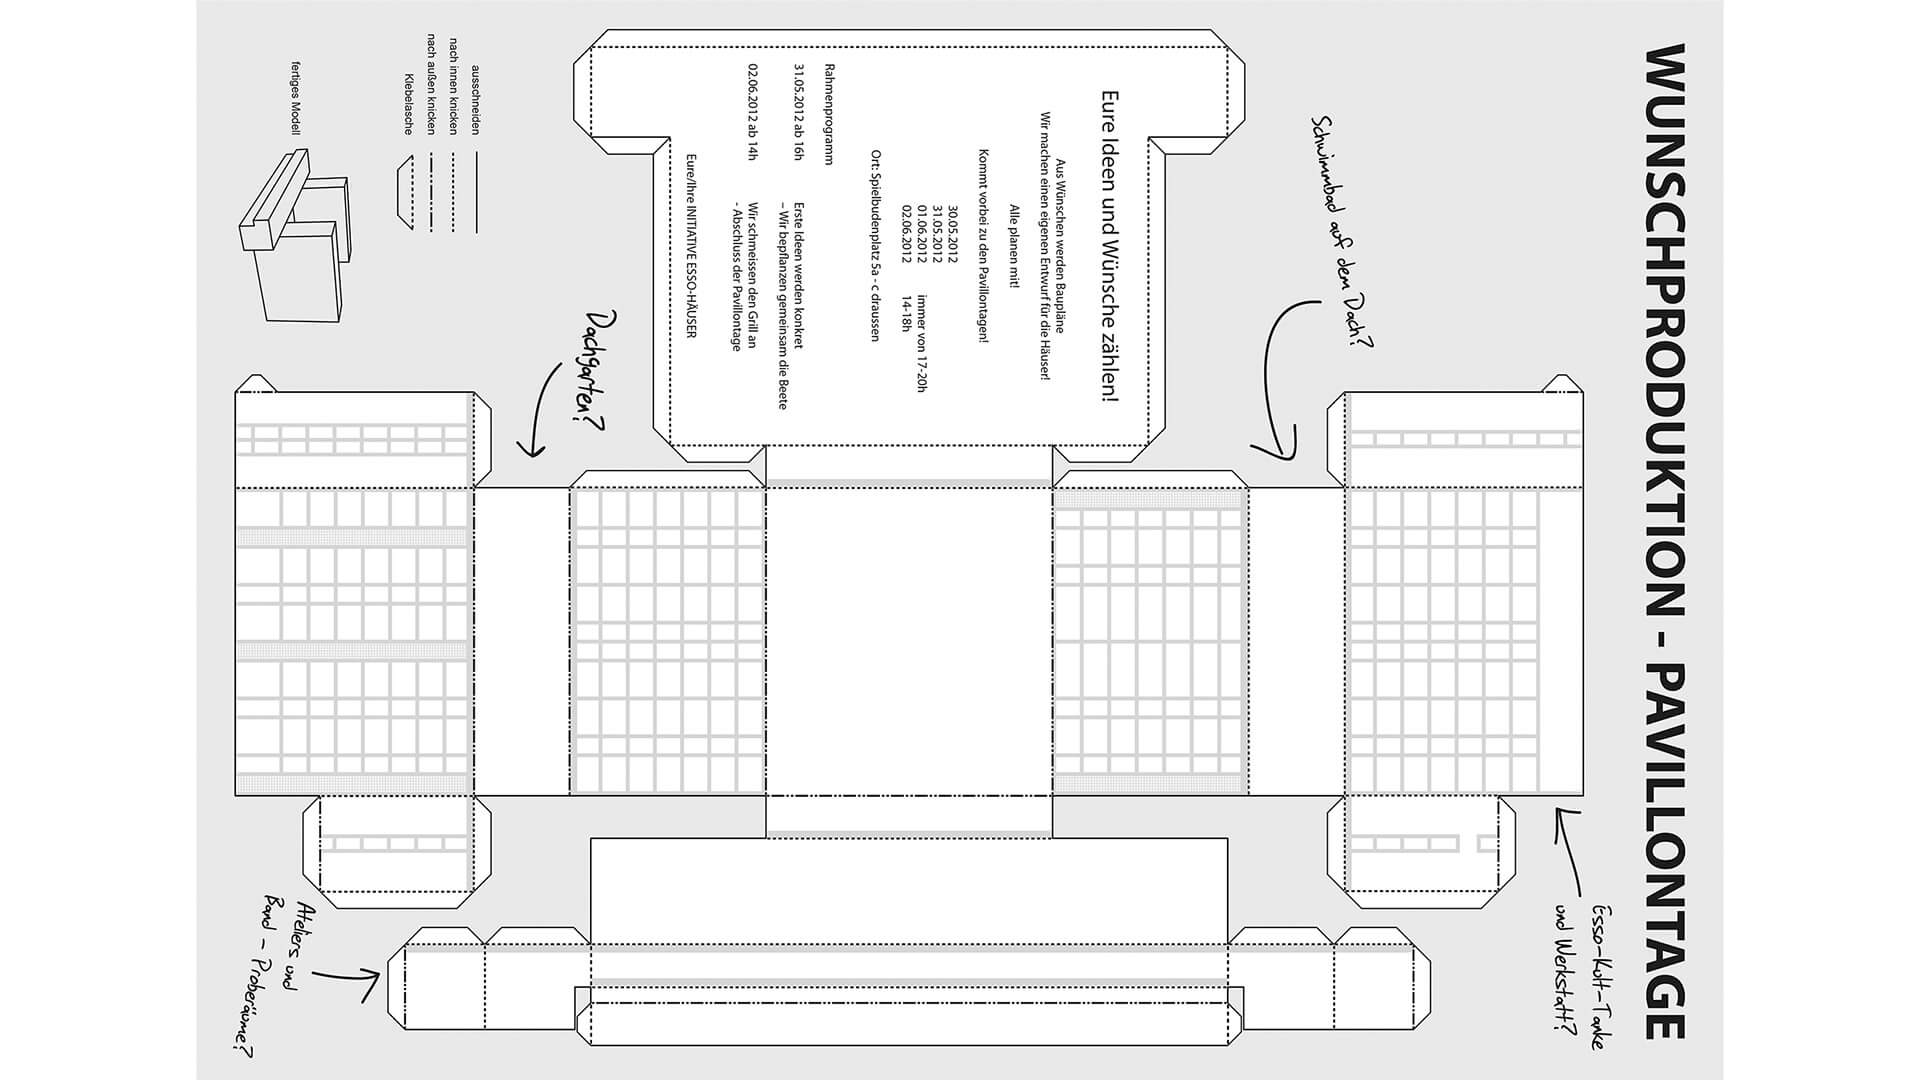 WUNSCHPRODUKTION - PAVILLONTAGE
Eure Ideen und Wünsche zählen!
Aus Wünschen werden Baupläne
Wir machen einen eigenen Entwurf für die Häuser!
Alle planen mit!
Kommt vorbei zu den Pavillontagen!
30.05.2012
31.05.2012
01.06.2012 immer von 17-20h
02.06.2012 14-18h
Ort: Spielbudenplatz 5a - c draussen
Rahmenprogramm
31.05.2012 ab 16h Erste Ideen werden konkret
– Wir bepflanzen gemeinsam die Beete
02.06.2012 ab 14h Wir schmeissen den Grill an
- Abschluss der Pavillontage
Eure/Ihre INITIATIVE ESSO-HÄUSER
Schwimmbad auf dem Dach?
Dachgarten?
Esso-Kult-Tanke
und Werkstatt?
Ateliers und
Band - Proberäume?
ausschneiden
nach innen knicken
nach außen knicken
Klebelasche
fertiges Modell